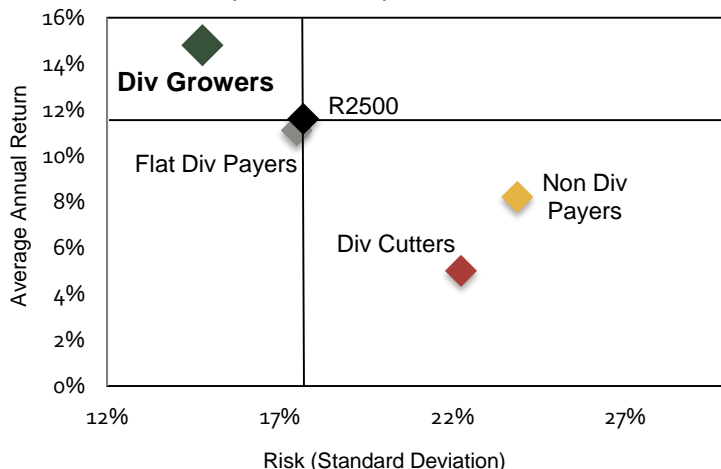 16%
14%
12%
10%
8%
6%
4%
2%
0%
Average Annual Return
Div Growers
R2500
Flat Div Payers
Non Div
Payers
Div Cutters
12%
17%
22%
27%
Risk (Standard Deviation)